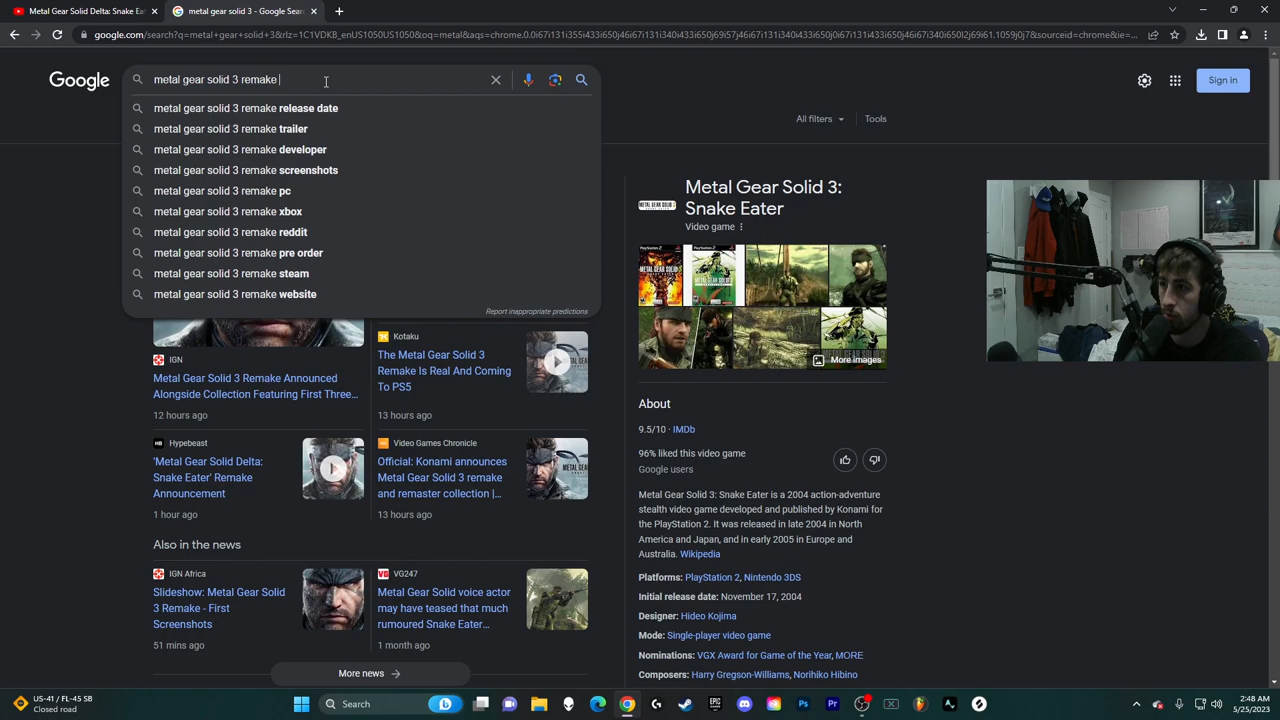 Metal Gear Solid Delta: Snake Eat
metal gear solid 3 - Google Sear
google.com/search?q=metal+gear+solid+3&rlz=1C1VDKB_enUS1050US1050&oq=metal&aqs=chrome.0.0i67i131i355i433i650j46i67i131i340i433i650j69i57j46i67i131i340i433i650j46i67i131i340i650l2j69i61.1059j0j7&sourceid=chrome&ie=...
Google
metal gear solid 3 remake
Sign in
metal gear solid 3 remake release date
metal gear solid 3 remake trailer
metal gear solid 3 remake developer
metal gear solid 3 remake screenshots
metal gear solid 3 remake pc
metal gear solid 3 remake xbox
metal gear solid 3 remake reddit
metal gear solid 3 remake pre order
metal gear solid 3 remake steam
metal gear solid 3 remake website
Report inappropriate predictions
All filters
Tools
IGN
Metal Gear Solid 3 Remake Announced
Alongside Collection Featuring First Three...
12 hours ago
Kotaku
The Metal Gear Solid 3
Remake Is Real And Coming
To PS5
13 hours ago
Hypebeast
'Metal Gear Solid Delta:
Snake Eater' Remake
Announcement
1 hour ago
Video Games Chronicle
Official: Konami announces
Metal Gear Solid 3 remake
and remaster collection |...
13 hours ago
Also in the news
IGN Africa
Slideshow: Metal Gear Solid
3 Remake - First
Screenshots
51 mins ago
VG247
Metal Gear Solid voice actor
may have teased that much
rumoured Snake Eater...
1 month ago
More news
Metal Gear Solid 3:
Snake Eater
Video game
More images
About
9.5/10 · IMDb
96% liked this video game
Google users
Metal Gear Solid 3: Snake Eater is a 2004 action-adventure
stealth video game developed and published by Konami for
the PlayStation 2. It was released in late 2004 in North
America and Japan, and in early 2005 in Europe and
Australia. Wikipedia
Platforms: PlayStation 2, Nintendo 3DS
Initial release date: November 17, 2004
Designer: Hideo Kojima
Mode: Single-player video game
Nominations: VGX Award for Game of the Year, MORE
Composers: Harry Gregson-Williams, Norihiko Hibino
US-41 / FL-45 SB
Closed road
Search
2:48 AM
5/25/2023